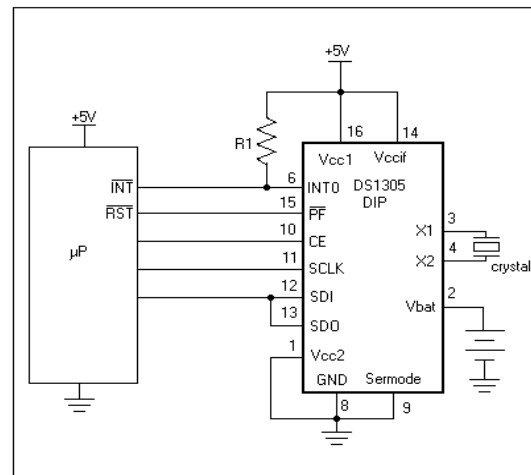 +5V
+5V
R1
16
14
Vcc1
Vccif
INT
6
INT0
DS1305
DIP
RST
15
PF
X1
3
µP
10
CE
X2
4
crystal
11
SCLK
12
SDI
Vbat
2
13
SDO
1
Vcc2
GND
Sermode
8
9